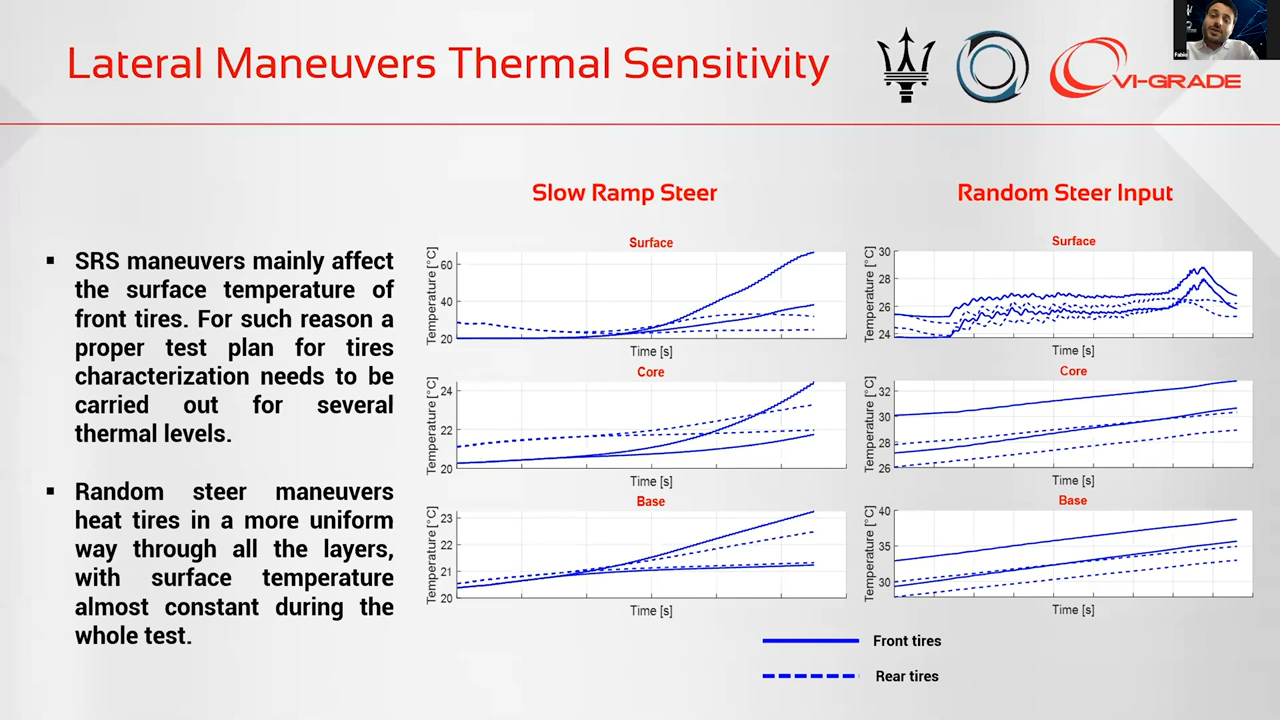 Lateral Maneuvers Thermal Sensitivity
VI-GRADE
Fabio
▪ SRS maneuvers mainly affect
the surface temperature of
front tires. For such reason a
proper test plan for tires
characterization needs to be
carried out for several
thermal levels.
▪ Random steer maneuvers
heat tires in a more uniform
way through all the layers,
with surface temperature
almost constant during the
whole test.
Slow Ramp Steer
Surface
Temperature [°C]
60
40
20
Time [s]
Core
Temperature [°C]
24
22
20
Time [s]
Base
Temperature [°C]
23
22
21
20
Time [s]
Random Steer Input
Surface
Temperature [°C]
30
28
26
24
Time [s]
Core
Temperature [°C]
32
30
28
26
Time [s]
Base
Temperature [°C]
40
35
30
Time [s]
Front tires
Rear tires